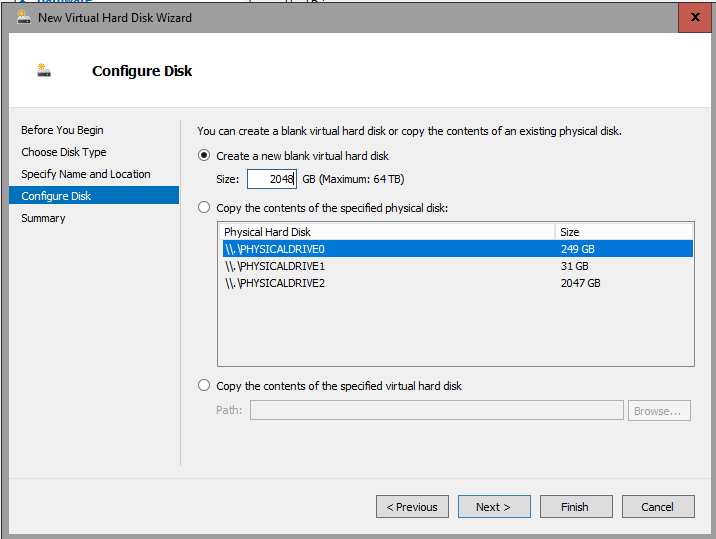 New Virtual Hard Disk Wizard
x
Configure Disk
Before You Begin
Choose Disk Type
Specify Name and Location
Configure Disk
Summary
You can create a blank virtual hard disk or copy the contents of an existing physical disk.
Create a new blank virtual hard disk
Size: 2048 GB (Maximum: 64 TB)
Copy the contents of the specified physical disk:
Physical Hard Disk Size
\\.\PHYSICALDRIVE0 249 GB
\\.\PHYSICALDRIVE1 31 GB
\\.\PHYSICALDRIVE2 2047 GB
Copy the contents of the specified virtual hard disk
Path: Browse...
< Previous Next > Finish Cancel